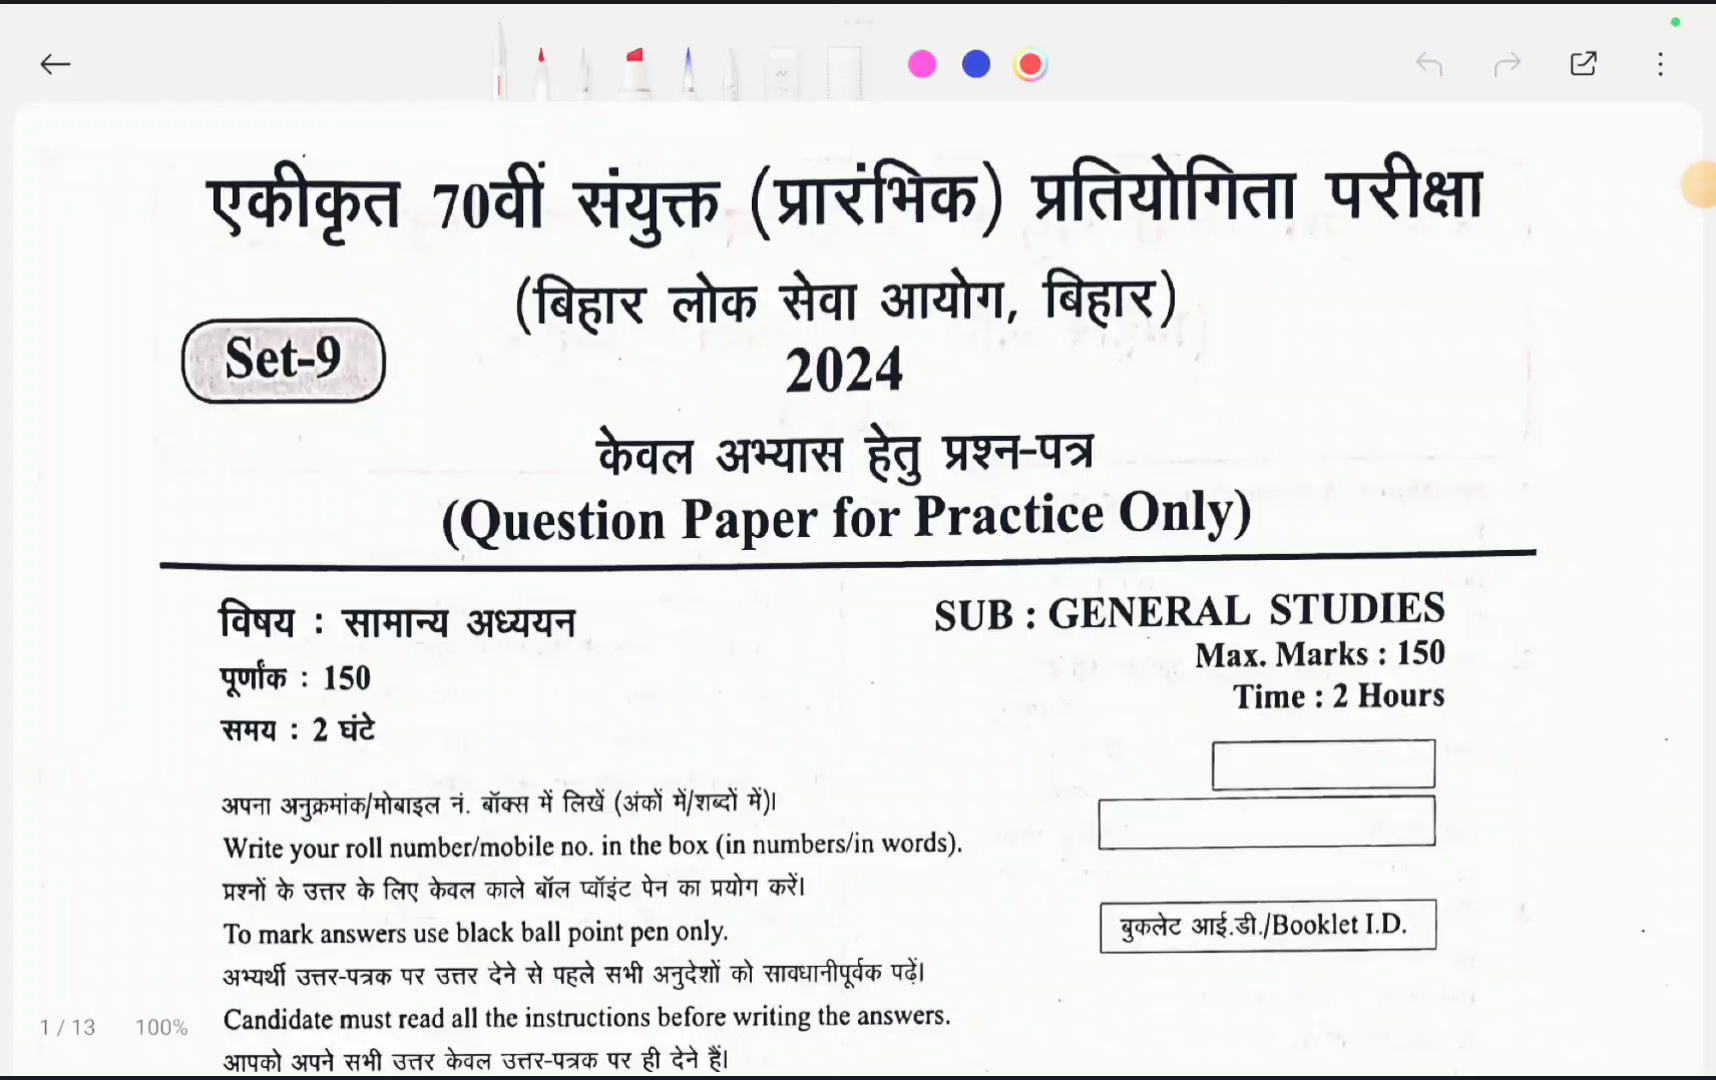 एकीकृत 70वीं संयुक्त (प्रारंभिक) प्रतियोगिता परीक्षा
(बिहार लोक सेवा आयोग, बिहार)
Set-9
2024
केवल अभ्यास हेतु प्रश्न-पत्र
(Question Paper for Practice Only)
विषय : सामान्य अध्ययन
SUB : GENERAL STUDIES
पूर्णांक : 150
Max. Marks : 150
समय : 2 घंटे
Time : 2 Hours
अपना अनुक्रमांक/मोबाइल नं. बॉक्स में लिखें (अंकों में/शब्दों में)।
Write your roll number/mobile no. in the box (in numbers/in words).
प्रश्नों के उत्तर के लिए केवल काले बॉल प्वॉइंट पेन का प्रयोग करें।
To mark answers use black ball point pen only.
बुकलेट आई.डी./Booklet I.D.
अभ्यर्थी उत्तर-पत्रक पर उत्तर देने से पहले सभी अनुदेशों को सावधानीपूर्वक पढ़ें।
Candidate must read all the instructions before writing the answers.
आपको अपने सभी उत्तर केवल उत्तर-पत्रक पर ही देने हैं।
1 / 13 100%